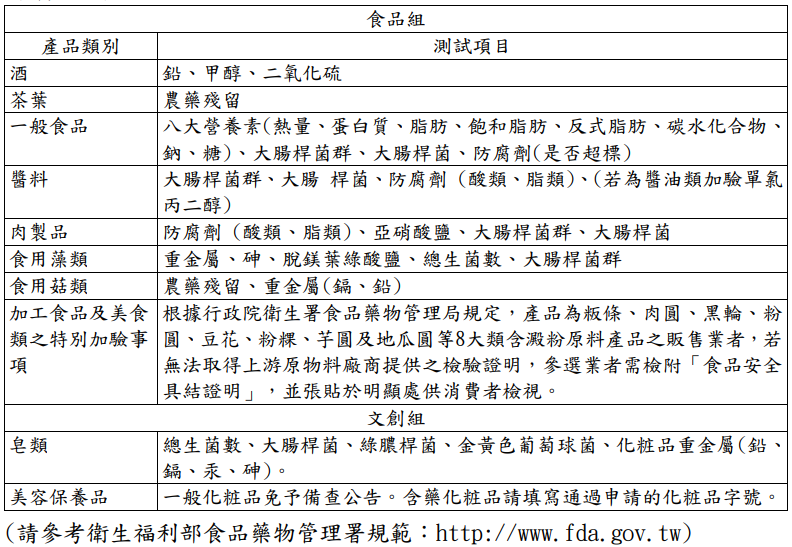 食品組
產品類別 測試項目
酒 鉛、甲醇、二氧化硫
茶葉 農藥殘留
一般食品 八大營養素(熱量、蛋白質、脂肪、飽和脂肪、反式脂肪、碳水化合物、
鈉、糖)、大腸桿菌群、大腸桿菌、防腐劑(是否超標)
醬料 大腸桿菌群、大腸 桿菌、防腐劑 (酸類、脂類)、(若為醬油類加驗單氯
丙二醇)
肉製品 防腐劑 (酸類、脂類)、亞硝酸鹽、大腸桿菌群、大腸桿菌
食用藻類 重金屬、砷、脫鎂葉綠酸鹽、總生菌數、大腸桿菌群
食用菇類 農藥殘留、重金屬(鎘、鉛)
加工食品及美食 根據行政院衛生署食品藥物管理局規定，產品為粄條、肉圓、黑輪、粉
類之特別加驗事 圓、豆花、粉粿、芋圓及地瓜圓等8大類含澱粉原料產品之販售業者，若
項 無法取得上游原物料廠商提供之檢驗證明，參選業者需檢附「食品安全
具結證明」，並張貼於明顯處供消費者檢視。
文創組
皂類 總生菌數、大腸桿菌、綠膿桿菌、金黃色葡萄球菌、化粧品重金屬(鉛、
鎘、汞、砷)。
美容保養品 一般化粧品免予備查公告。含藥化粧品請填寫通過申請的化粧品字號。
(請參考衛生福利部食品藥物管理署規範：http://www.fda.gov.tw)